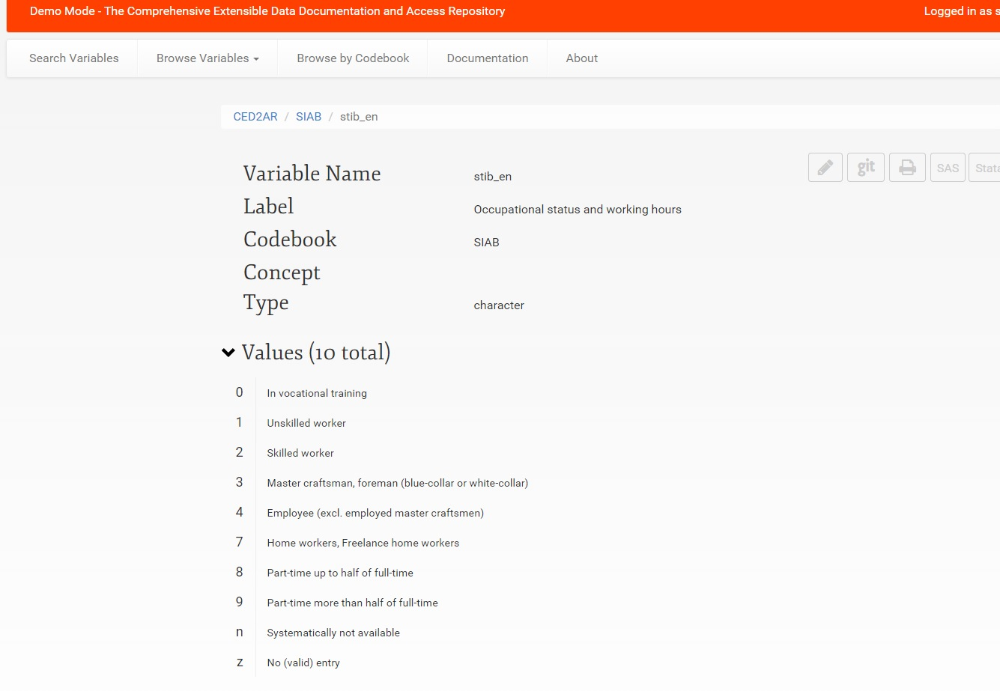 Demo Mode - The Comprehensive Extensible Data Documentation and Access Repository Logged in as s
Search Variables Browse Variables Browse by Codebook Documentation About
CED2AR / SIAB / stib_en
git SAS Stata
Variable Name stib_en
Label Occupational status and working hours
Codebook SIAB
Concept
Type character
Values (10 total)
0 In vocational training
1 Unskilled worker
2 Skilled worker
3 Master craftsman, foreman (blue-collar or white-collar)
4 Employee (excl. employed master craftsmen)
7 Home workers, Freelance home workers
8 Part-time up to half of full-time
9 Part-time more than half of full-time
n Systematically not available
z No (valid) entry